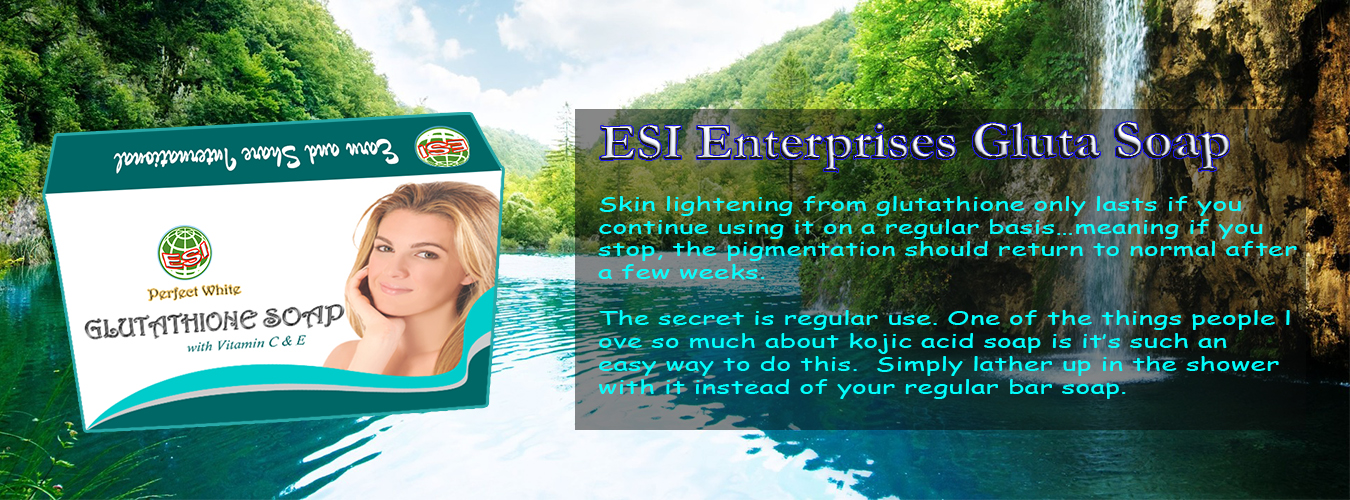 Earn and Share International
ESI
ESI
Perfect White
GLUTATHIONE SOAP
with Vitamin C & E
ESI Enterprises Gluta Soap
Skin lightening from glutathione only lasts if you
continue using it on a regular basis...meaning if you
stop, the pigmentation should return to normal after
a few weeks.
The secret is regular use. One of the things people l
ove so much about kojic acid soap is it's such an
easy way to do this.  Simply lather up in the shower
with it instead of your regular bar soap.